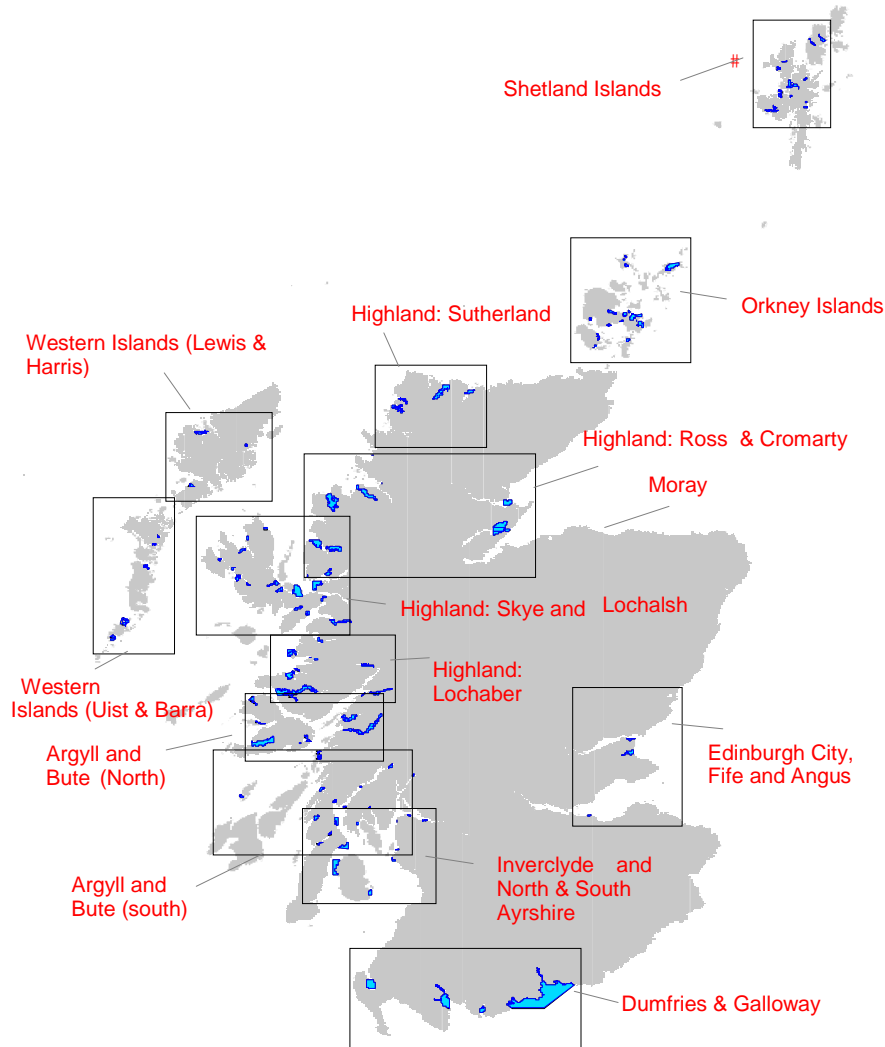 #
Shetland Islands
Orkney Islands
Highland: Sutherland
Western Islands (Lewis &
Harris)
Highland: Ross & Cromarty
Moray
Highland: Skye and Lochalsh
Highland:
Lochaber
Western
Islands (Uist & Barra)
Argyll and
Bute (North)
Edinburgh City,
Fife and Angus
Argyll and
Bute (south)
Inverclyde and
North & South
Ayrshire
Dumfries & Galloway